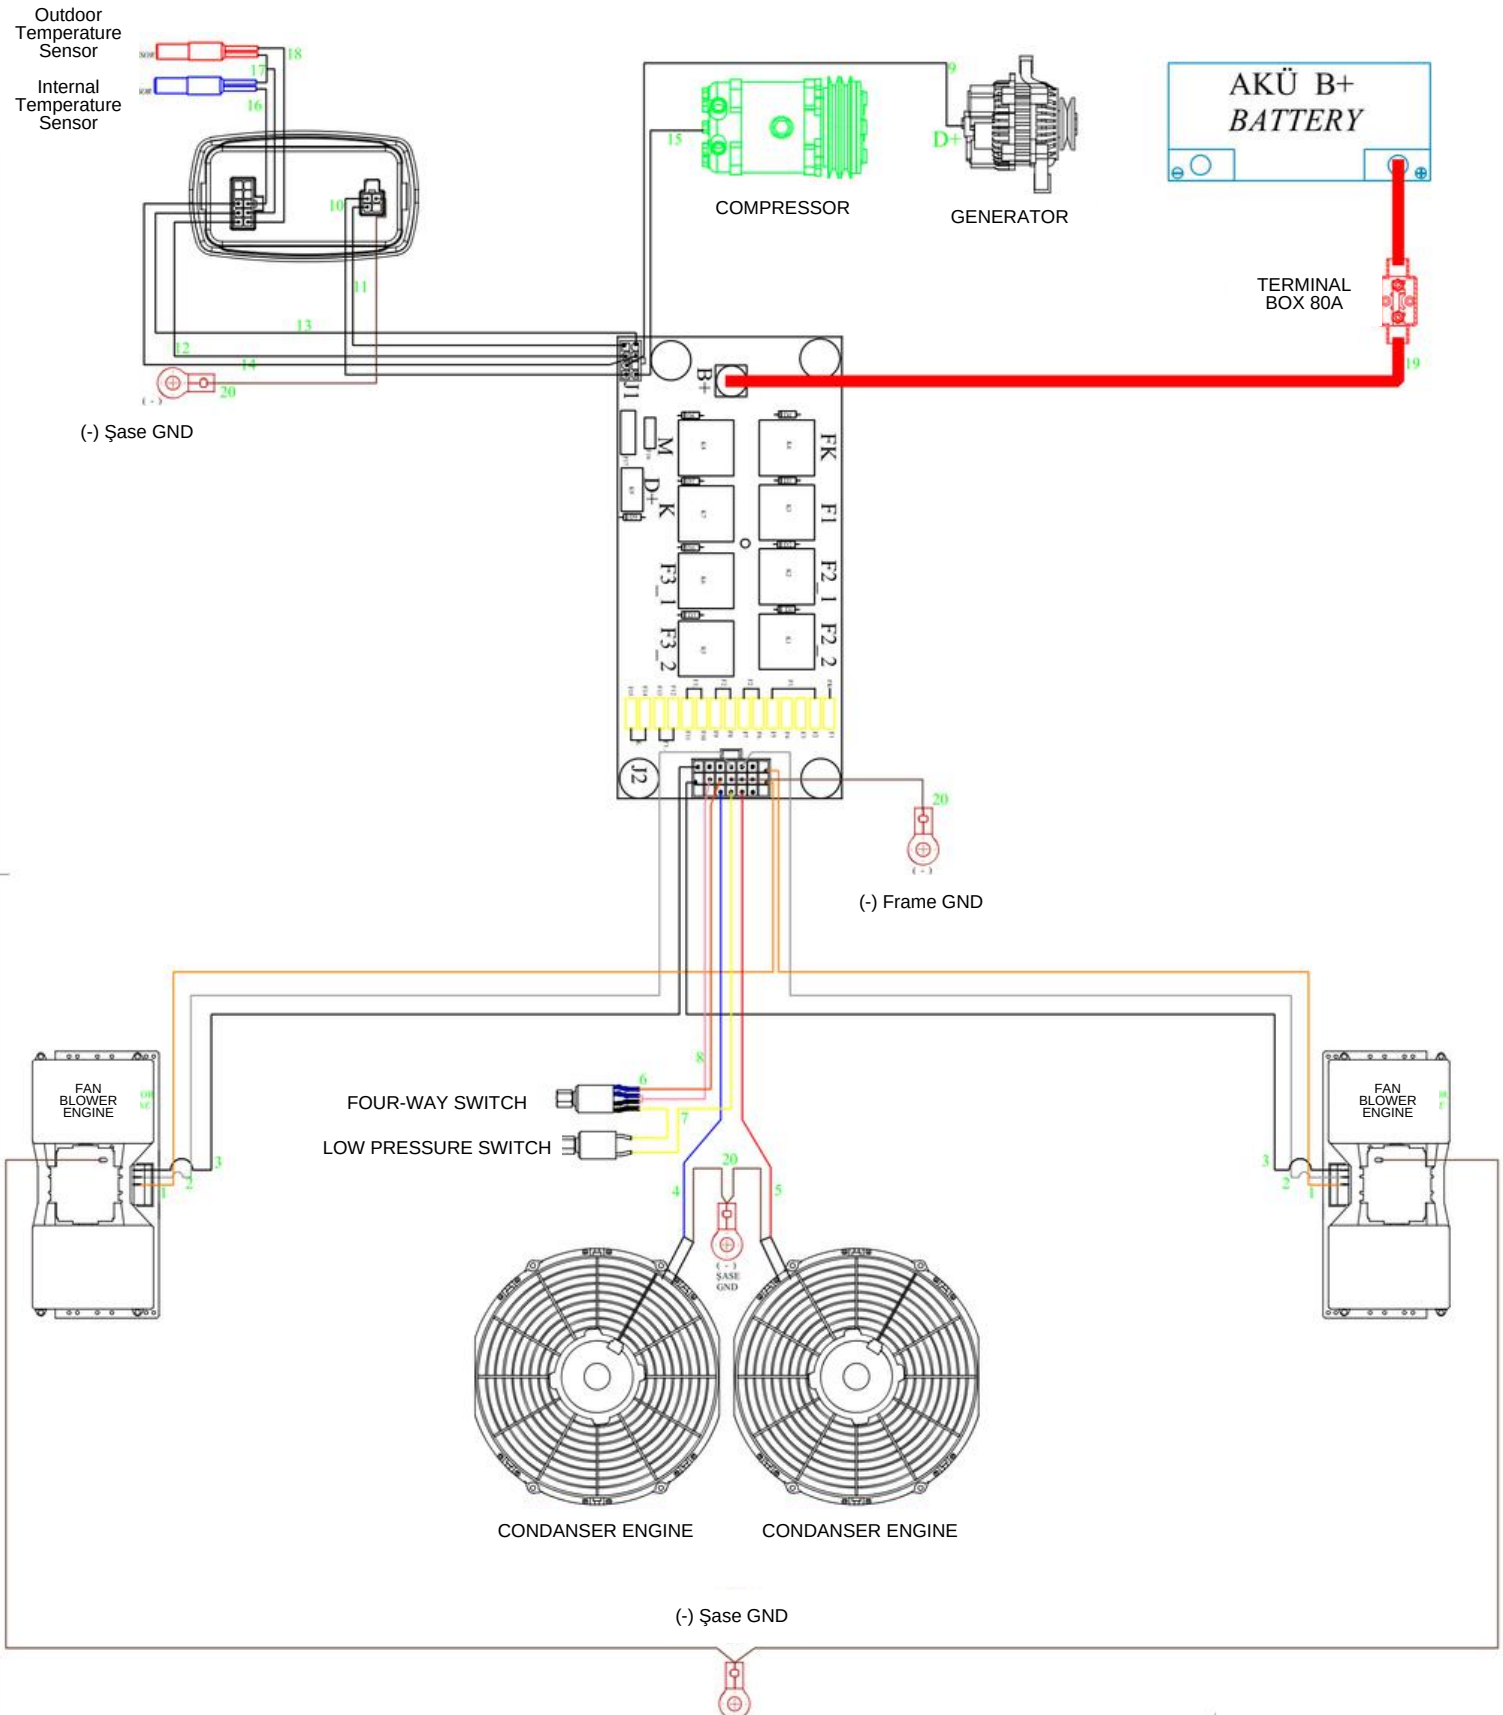 Outdoor
Temperature
Sensor
18
17
Internal
Temperature
Sensor
16
10
11
13
12
14
20
(-)
(-) Şase GND
9
15
D+
COMPRESSOR
GENERATOR
AKÜ B+
BATTERY
TERMINAL
BOX 80A
19
J1
B+
M
FK
D+
K
F1
F3_1
F2_1
F3_2
F2_2
J2
20
(-)
(-) Frame GND
8
6
FOUR-WAY SWITCH
7
LOW PRESSURE SWITCH
FAN
BLOWER
ENGINE
FAN
BLOWER
ENGINE
3
2
1
3
2
1
20
4
5
(-)
ŞASE
GND
CONDANSER ENGINE
CONDANSER ENGINE
(-) Şase GND